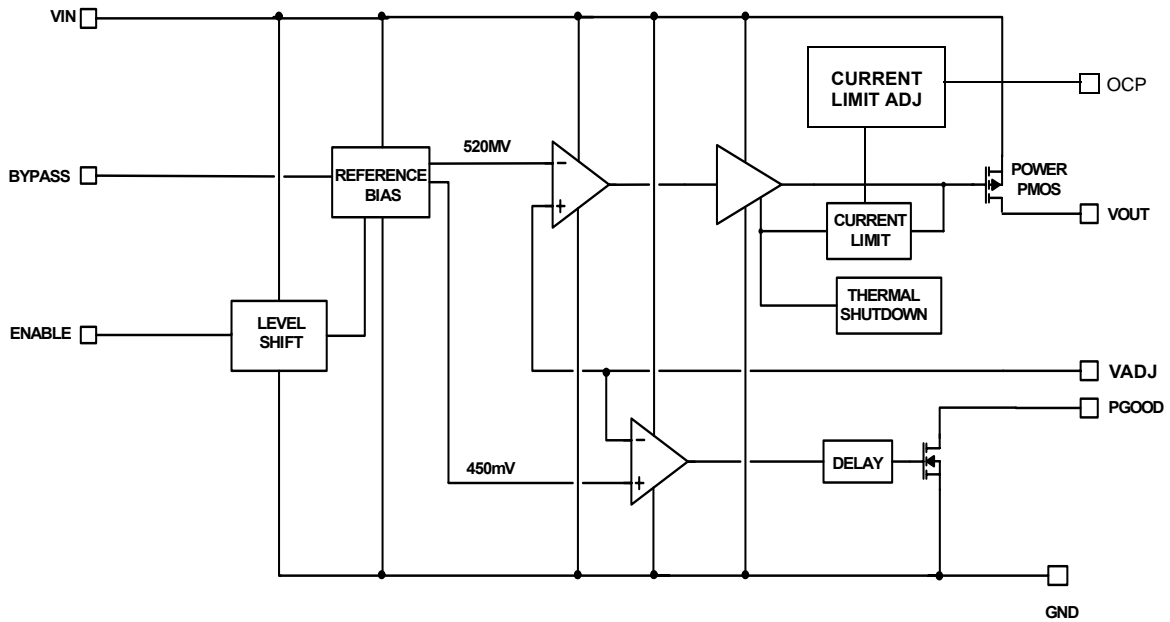 VIN
CURRENT
LIMIT ADJ
OCP
520MV
BYPASS
REFERENCE
BIAS
−
+
POWER
PMOS
VOUT
CURRENT
LIMIT
THERMAL
SHUTDOWN
ENABLE
LEVEL
SHIFT
VADJ
PGOOD
−
450mV
+
DELAY
GND